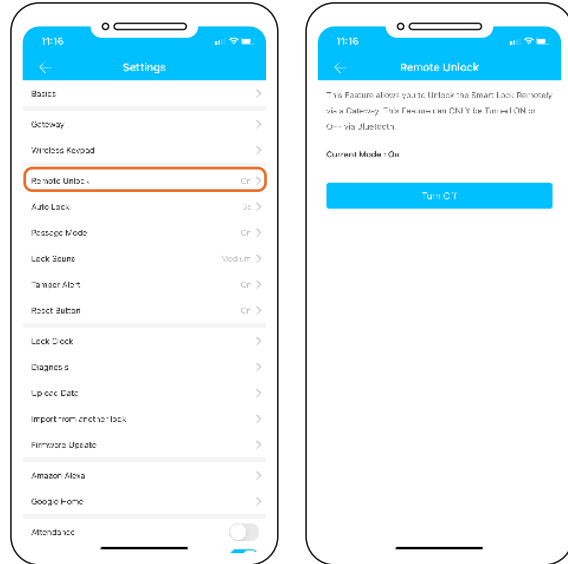 11:16
Settings
Basics
Gateway
Wireless Keypad
Remote Unlock On
Auto Lock 5s
Passage Mode On
Lock Sound Medium
Tamper Alert On
Reset Button On
Lock Clock
Diagnosis
Upload Data
Import from another lock
Firmware Update
Amazon Alexa
Google Home
Attendance
11:16
Remote Unlock
This Feature allows you to Unlock the Smart Lock Remotely
via a Gateway. This Feature can ONLY be Turned ON or
OFF via Bluetooth.
Current Mode : On
Turn Off